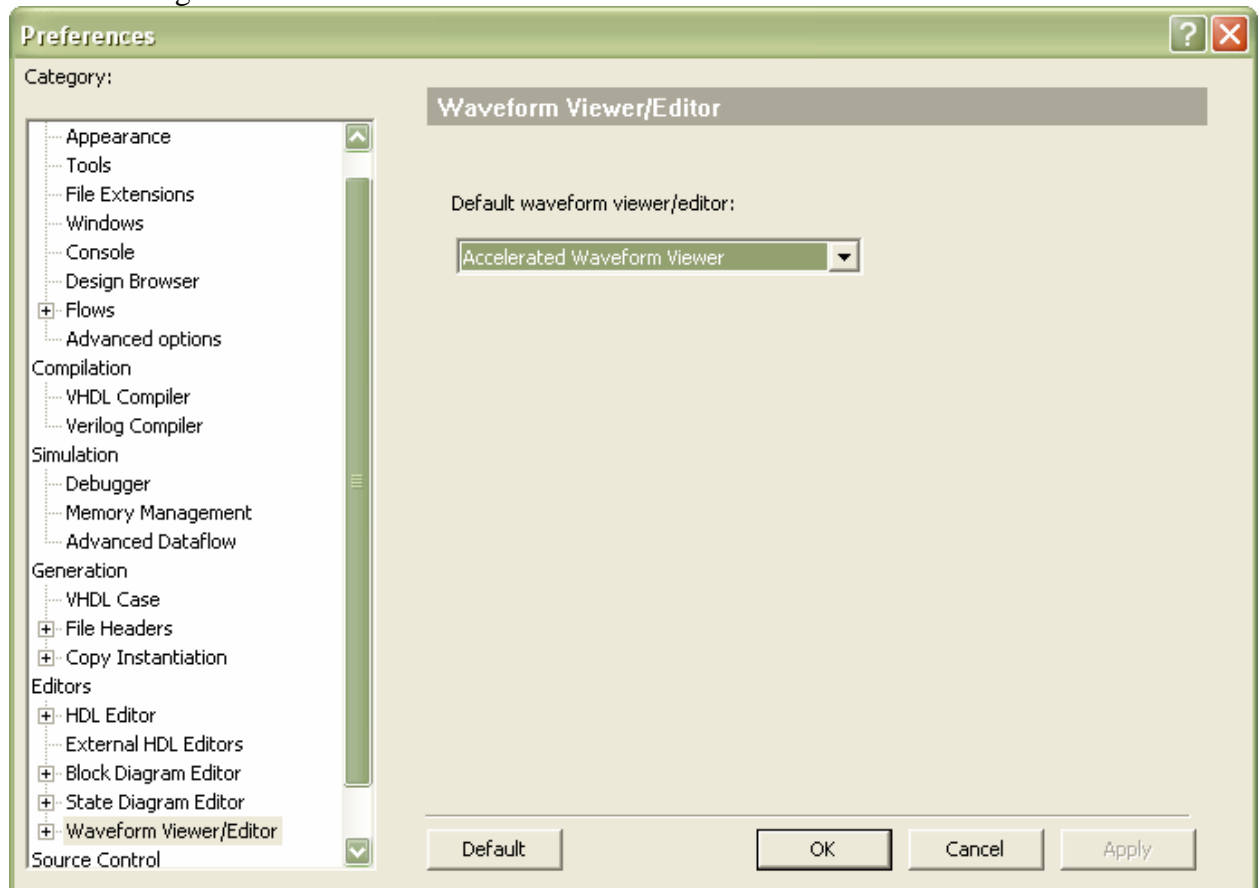 Preferences
Category:
Appearance
Tools
File Extensions
Windows
Console
Design Browser
Flows
Advanced options
Compilation
VHDL Compiler
Verilog Compiler
Simulation
Debugger
Memory Management
Advanced Dataflow
Generation
VHDL Case
File Headers
Copy Instantiation
Editors
HDL Editor
External HDL Editors
Block Diagram Editor
State Diagram Editor
Waveform Viewer/Editor
Source Control
Waveform Viewer/Editor
Default waveform viewer/editor:
Accelerated Waveform Viewer
Default
OK
Cancel
Apply